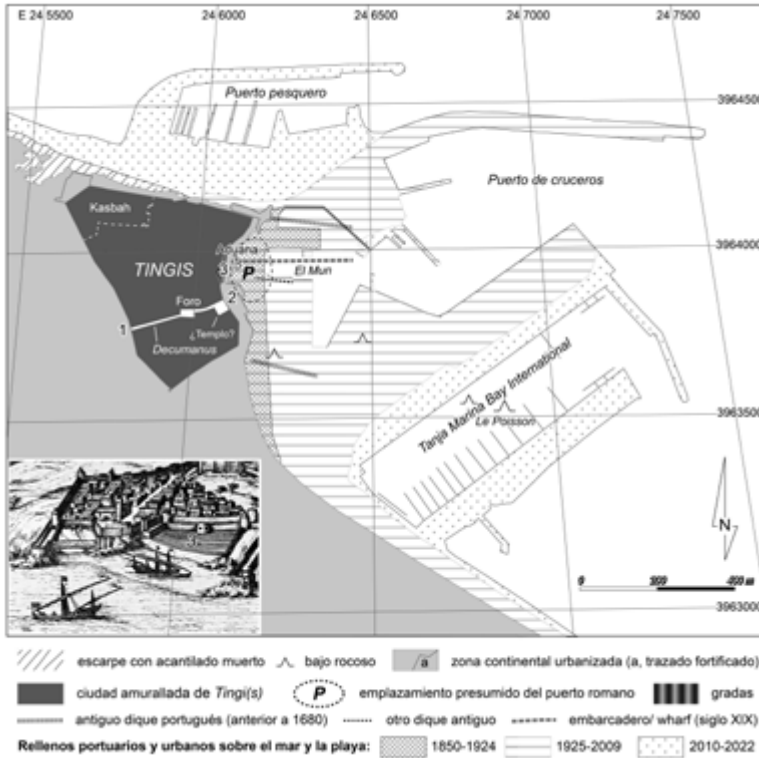 E 24 5500 24 6000 24 6500 24 7000 24 7500
Puerto pesquero
3964500
Puerto de cruceros
Kasbah
3964000
Aduana
TINGIS
3
P
El Mun
2
Foro
1
¿Templo?
Decumanus
Tanja Marina Bay International
Le Poisson
3963500
3
N
0 200 400 m
3963000
escarpe con acantilado muerto bajo rocoso a zona continental urbanizada (a, trazado fortificado)
ciudad amurallada de Tingi(s) P emplazamiento presumido del puerto romano gradas
antiguo dique portugués (anterior a 1680) otro dique antiguo embarcadero/ wharf (siglo XIX)
Rellenos portuarios y urbanos sobre el mar y la playa: 1850-1924 1925-2009 2010-2022